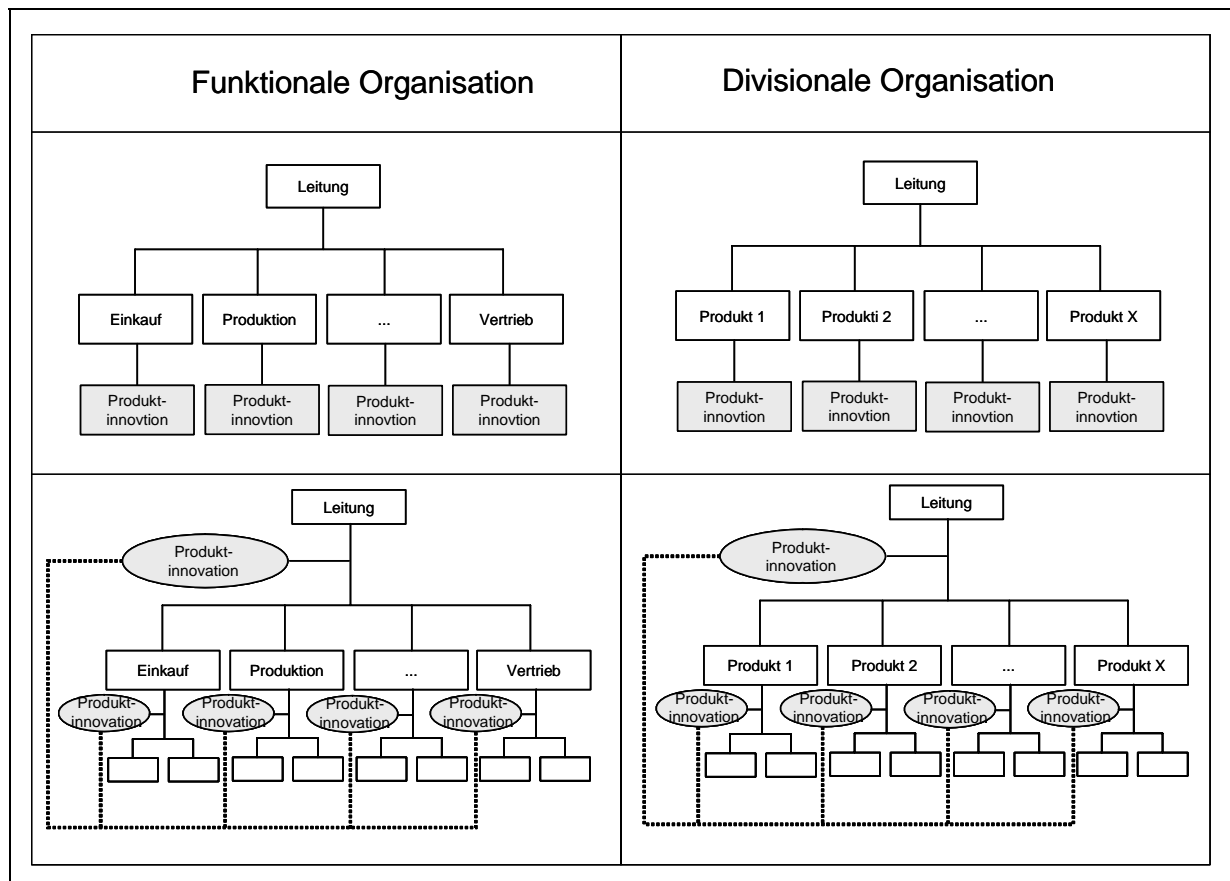 Funktionale Organisation
Divisionale Organisation
Leitung
Einkauf
Produktion
...
Vertrieb
Produkt-
innovtion
Produkt-
innovtion
Produkt-
innovtion
Produkt-
innovtion
Leitung
Produkt 1
Produkti 2
...
Produkt X
Produkt-
innovtion
Produkt-
innovtion
Produkt-
innovtion
Produkt-
innovtion
Leitung
Produkt-
innovation
Einkauf
Produktion
...
Vertrieb
Produkt-
innovation
Produkt-
innovation
Produkt-
innovation
Produkt-
innovation
Leitung
Produkt-
innovation
Produkt 1
Produkt 2
...
Produkt X
Produkt-
innovation
Produkt-
innovation
Produkt-
innovation
Produkt-
innovation